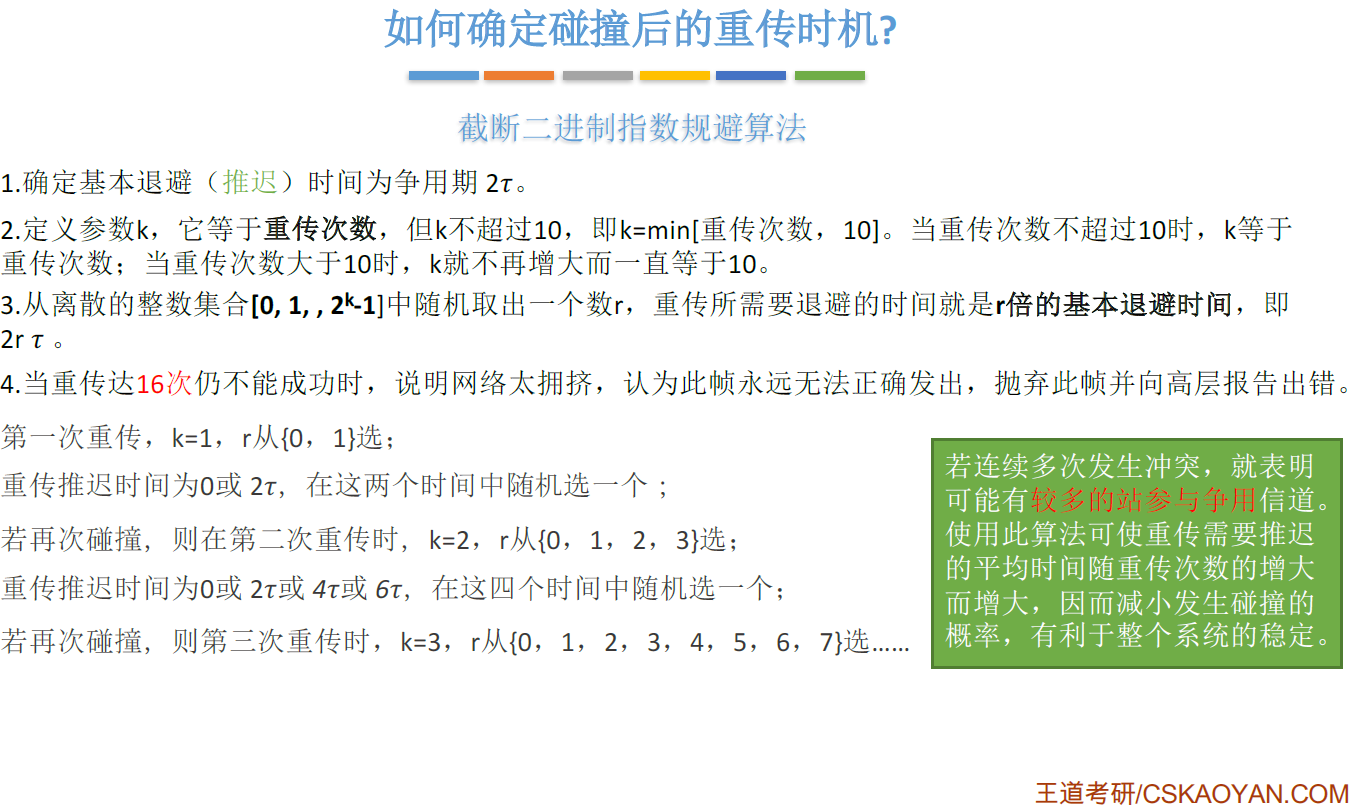 如何确定碰撞后的重传时机?
截断二进制指数规避算法
1.确定基本退避（推迟）时间为争用期 2τ。
2.定义参数k，它等于重传次数，但k不超过10，即k=min[重传次数，10]。当重传次数不超过10时，k等于
重传次数；当重传次数大于10时，k就不再增大而一直等于10。
3.从离散的整数集合[0, 1, , 2ᵏ-1]中随机取出一个数r，重传所需要退避的时间就是r倍的基本退避时间，即
2r τ 。
4.当重传达16次仍不能成功时，说明网络太拥挤，认为此帧永远无法正确发出，抛弃此帧并向高层报告出错。
第一次重传，k=1，r从{0，1}选；
重传推迟时间为0或 2τ，在这两个时间中随机选一个；
若再次碰撞，则在第二次重传时，k=2，r从{0，1，2，3}选；
重传推迟时间为0或 2τ或 4τ或 6τ，在这四个时间中随机选一个；
若再次碰撞，则第三次重传时，k=3，r从{0，1，2，3，4，5，6，7}选……
若连续多次发生冲突，就表明
可能有较多的站参与争用信道。
使用此算法可使重传需要推迟
的平均时间随重传次数的增大
而增大，因而减小发生碰撞的
概率，有利于整个系统的稳定。
王道考研/CSKAOYAN.COM